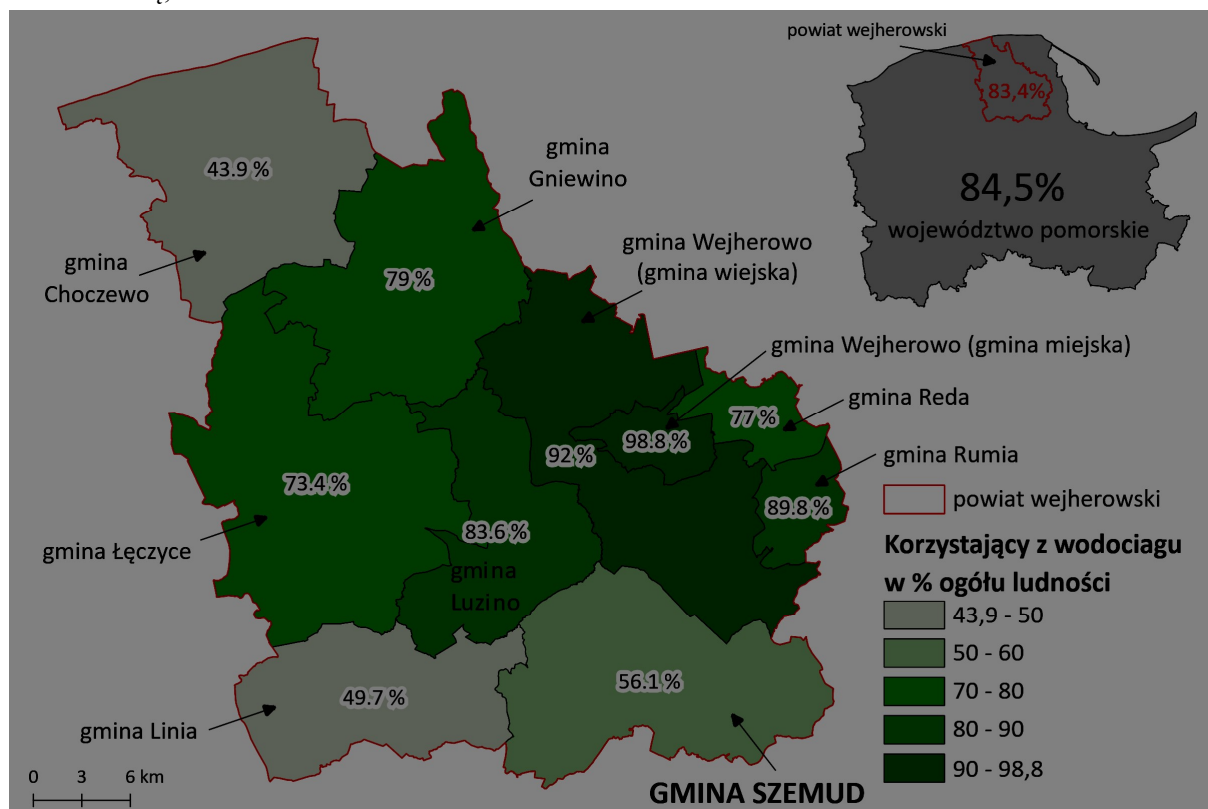 powiat wejherowski
83,4%
84,5%
województwo pomorskie
43.9 %
gmina
Gniewino
gmina Wejherowo
(gmina wiejska)
gmina
Choczewo
79 %
gmina Wejherowo (gmina miejska)
77 %
gmina Reda
98.8 %
92 %
gmina Rumia
73.4 %
powiat wejherowski
89.8 %
83.6 %
gmina Łęczyce
gmina
Luzino
Korzystający z wodociagu
w % ogółu ludności
43,9 - 50
50 - 60
70 - 80
80 - 90
90 - 98,8
56.1 %
49.7 %
gmina Linia
0 3 6 km
GMINA SZEMUD